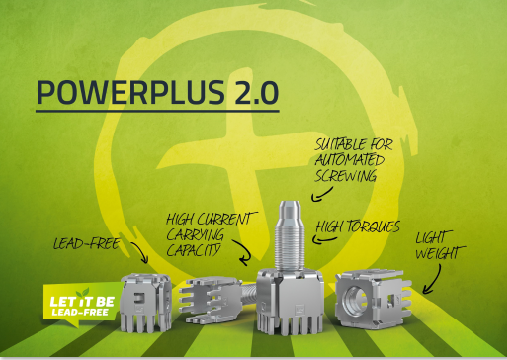 POWERPLUS 2.0
SUITABLE FOR
AUTOMATED
SCREWING
HIGH CURRENT
CARRYING
CAPACITY
HIGH TORQUES
LEAD-FREE
LIGHT
WEIGHT
LET IT BE
LEAD-FREE